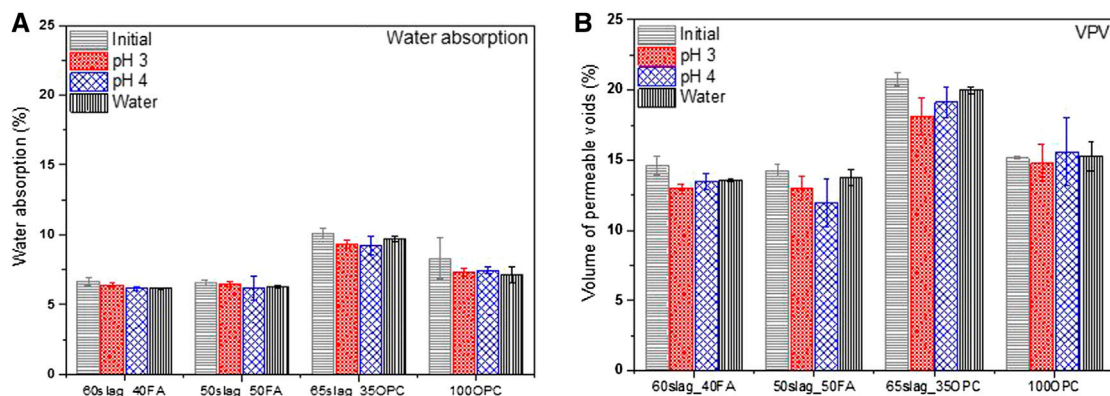 A
Water absorption
Initial
pH 3
pH 4
Water
Water absorption (%)
25
20
15
10
5
0
60slag_40FA
50slag_50FA
65slag_35OPC
100OPC
B
VPV
Initial
pH 3
pH 4
Water
Volume of permeable voids (%)
25
20
15
10
5
0
60slag_40FA
50slag_50FA
65slag_35OPC
100OPC